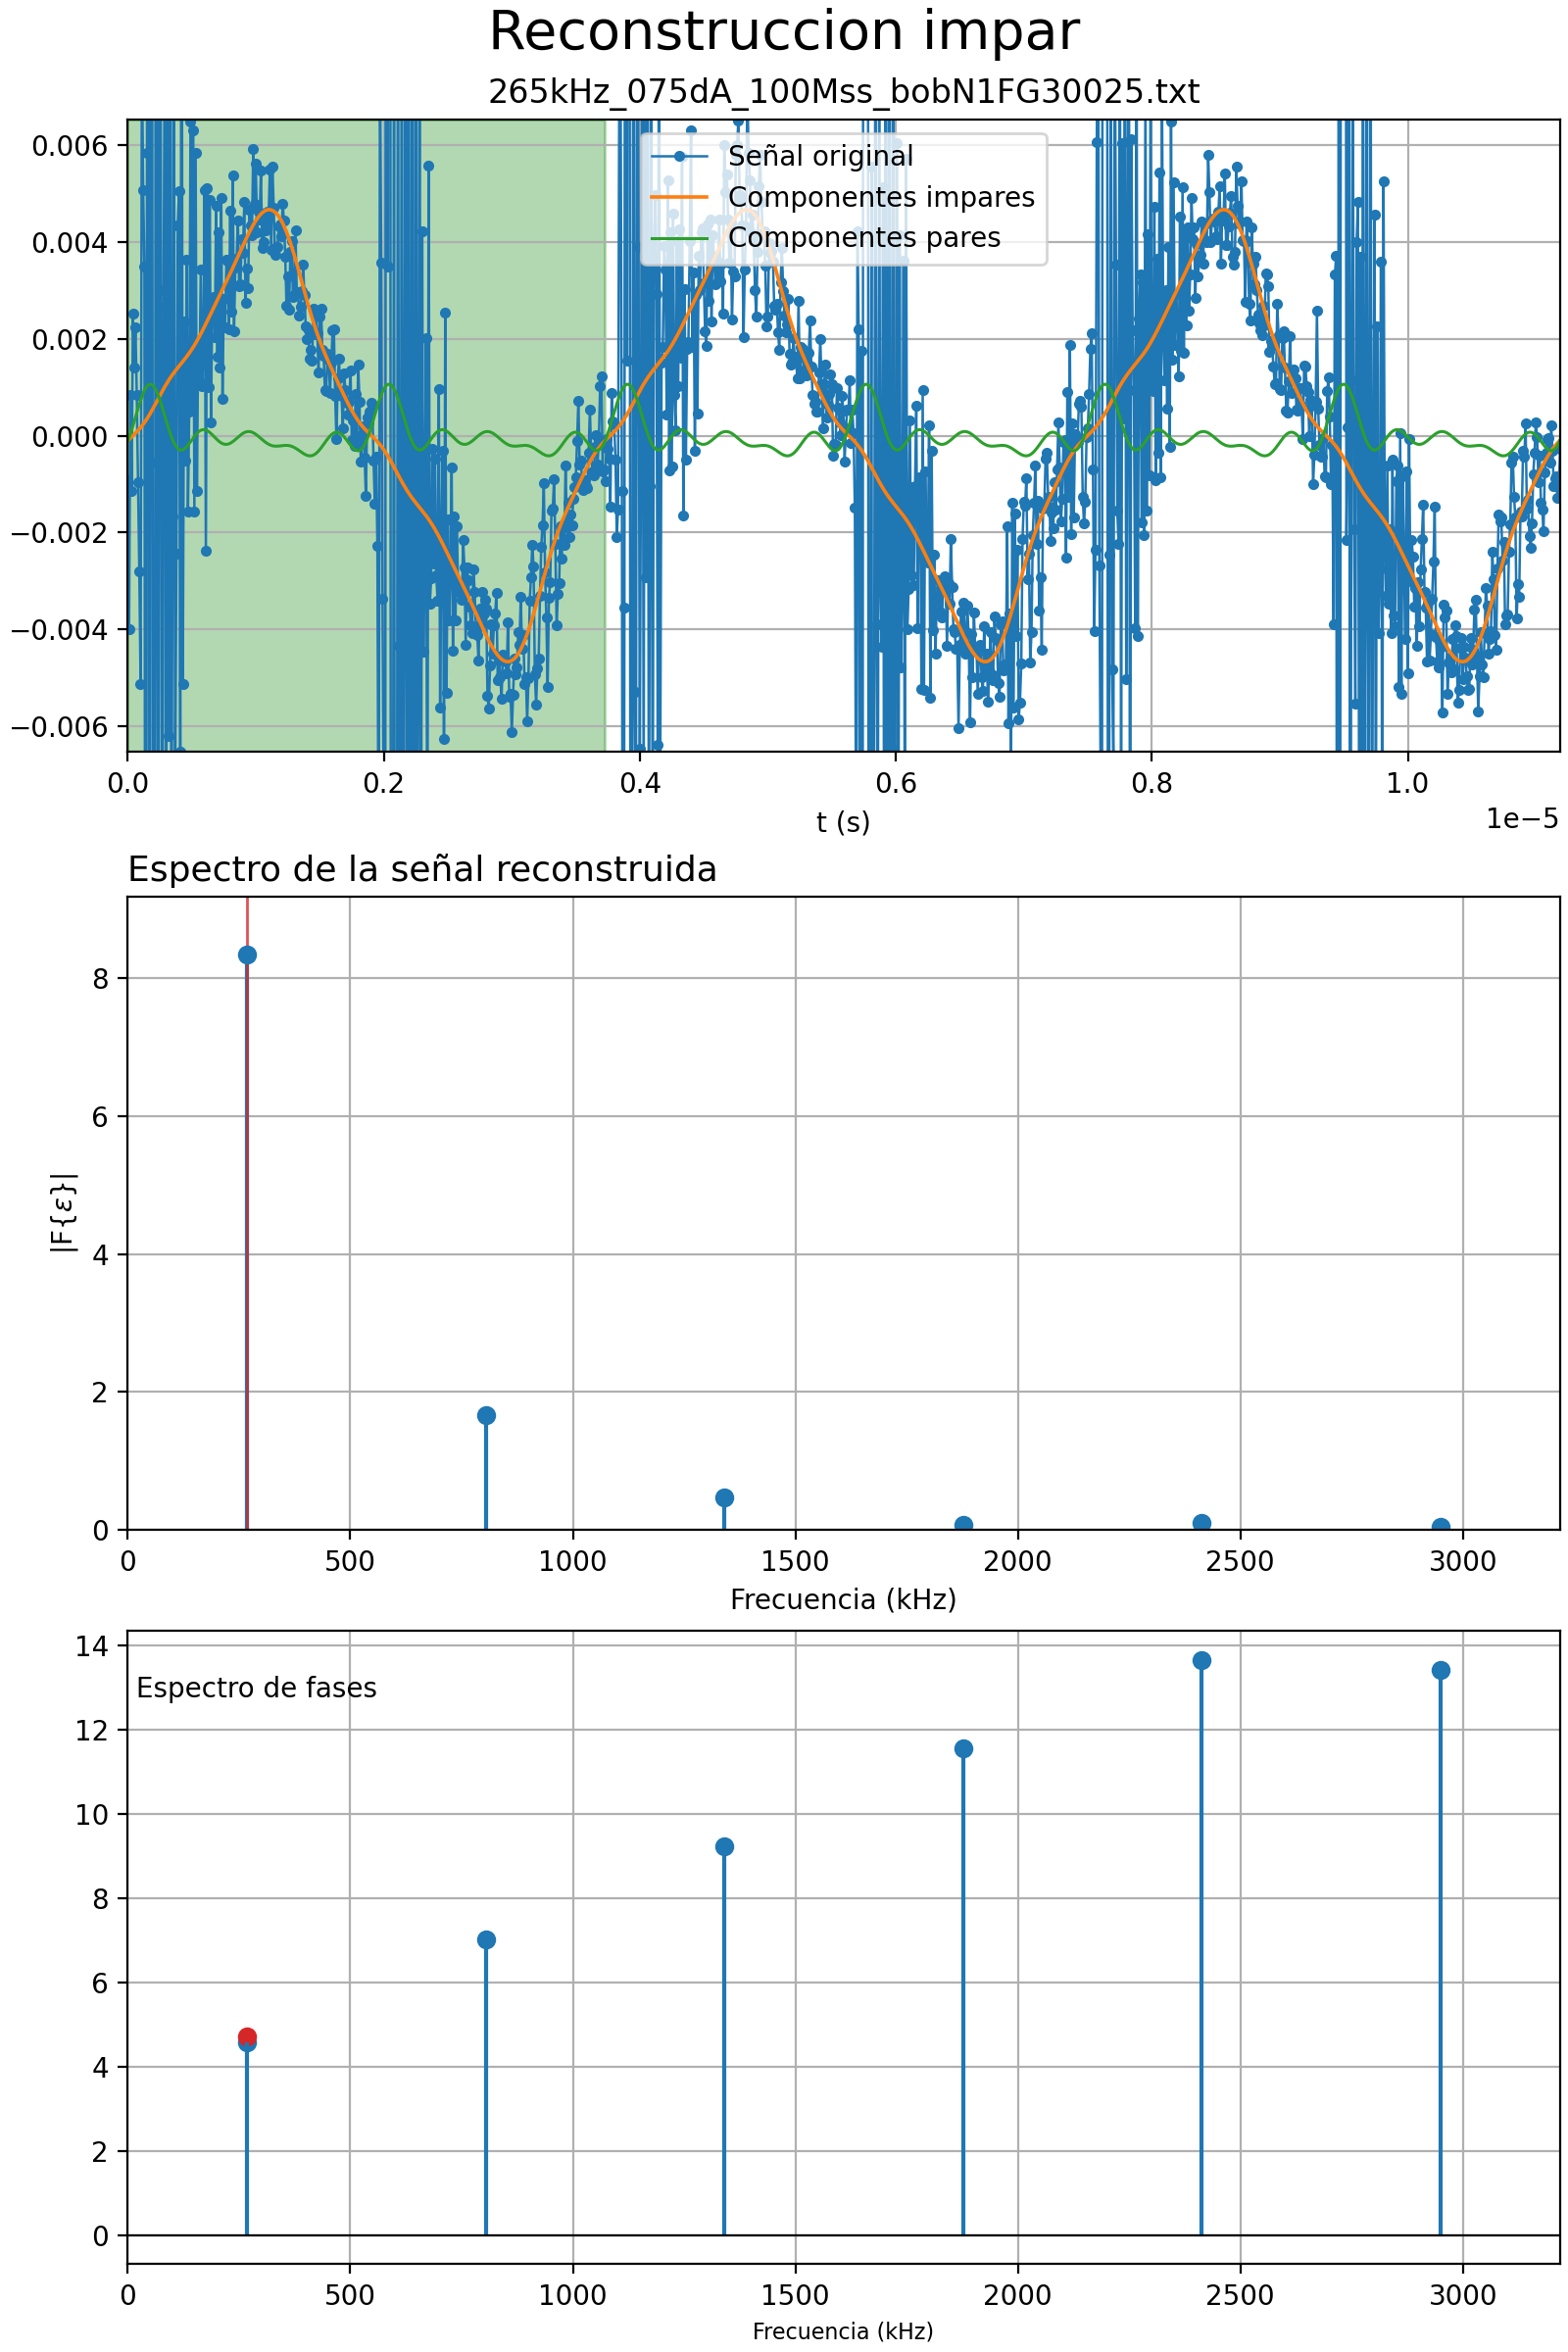 Reconstruccion impar
265kHz_075dA_100Mss_bobN1FG30025.txt
0.006
0.004
0.002
0.000
−0.002
−0.004
−0.006
Señal original
Componentes impares
Componentes pares
0.0 0.2 0.4 0.6 0.8 1.0
t (s)
1e−5
Espectro de la señal reconstruida
8
6
4
2
0
|F{ε}|
0 500 1000 1500 2000 2500 3000
Frecuencia (kHz)
14
12
10
8
6
4
2
0
Espectro de fases
0 500 1000 1500 2000 2500 3000
Frecuencia (kHz)